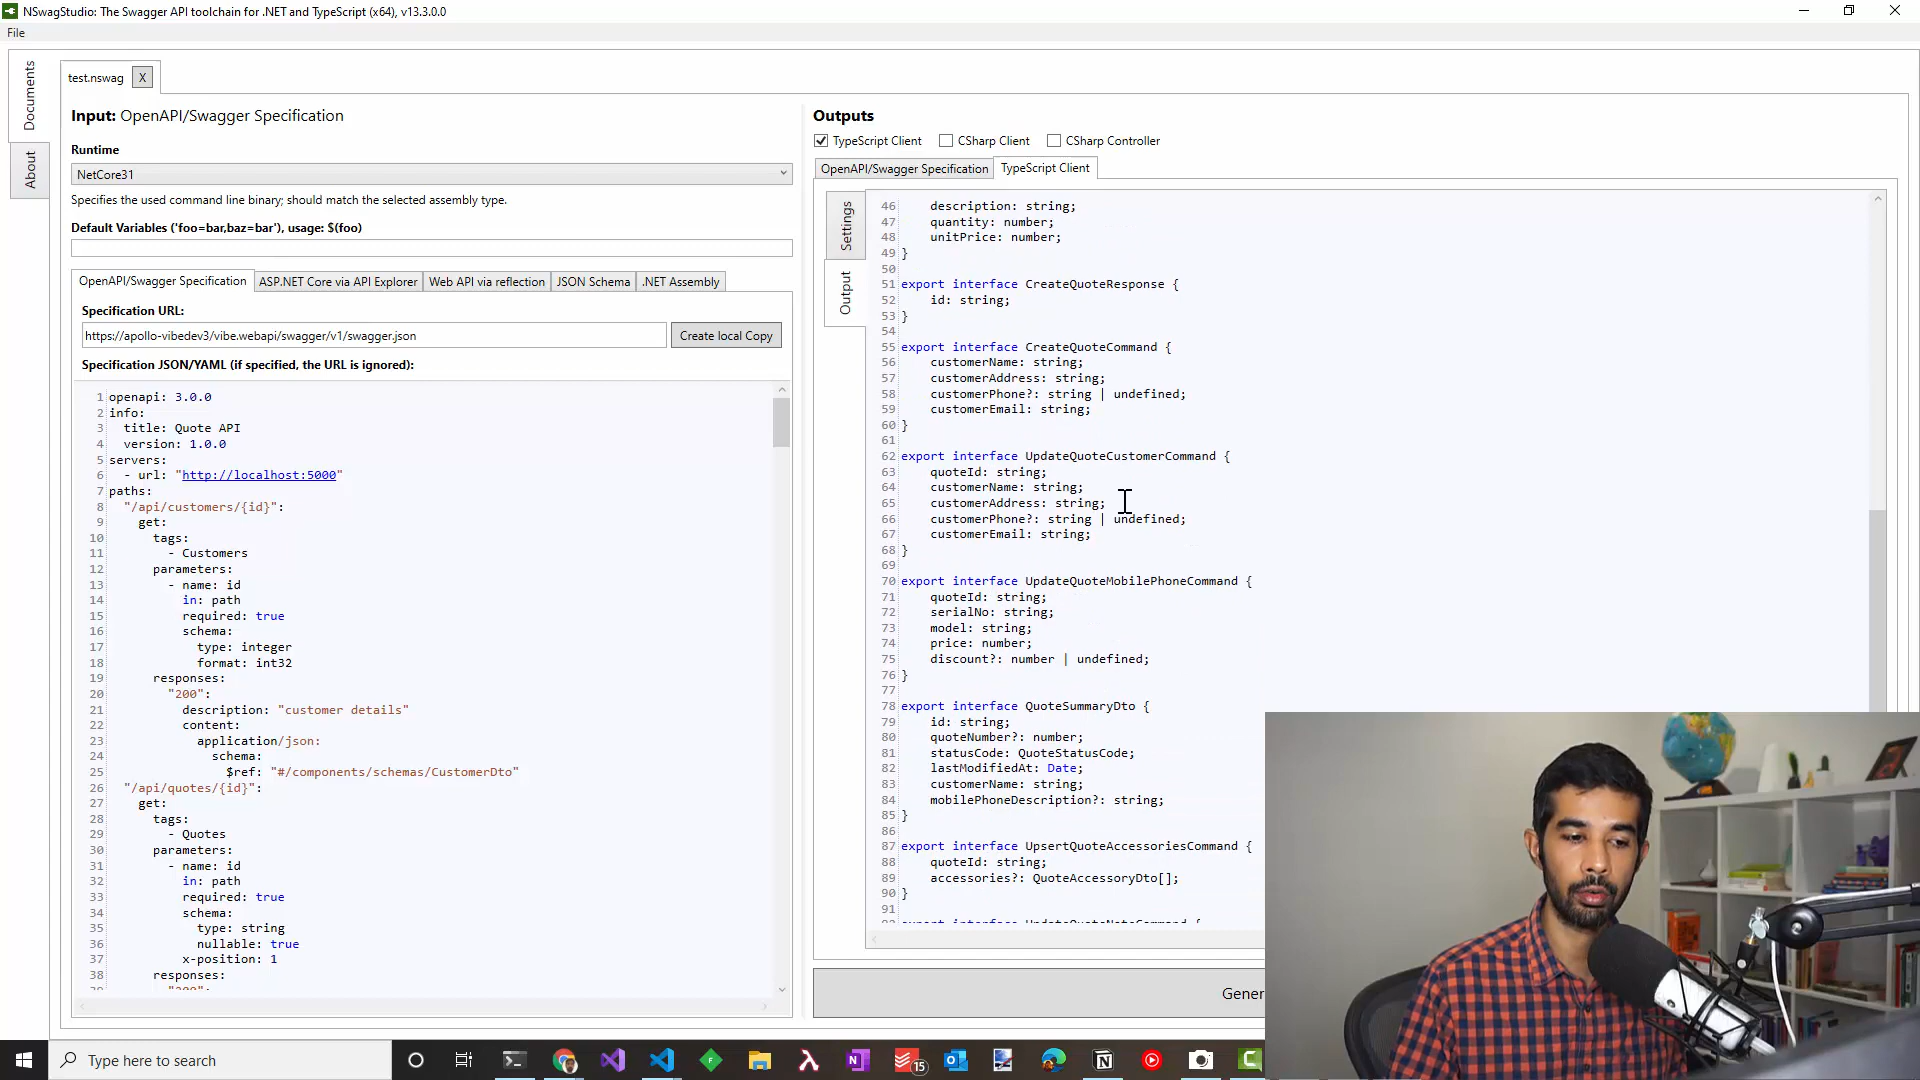 NSwagStudio: The Swagger API toolchain for .NET and TypeScript (x64), v13.3.0.0
File
Documents
About
test.nswag X
Input: OpenAPI/Swagger Specification
Runtime
NetCore31
Specifies the used command line binary; should match the selected assembly type.
Default Variables ('foo=bar,baz=bar'), usage: $(foo)
OpenAPI/Swagger Specification ASP.NET Core via API Explorer Web API via reflection JSON Schema .NET Assembly
Specification URL:
https://apollo-vibedev3/vibe.webapi/swagger/v1/swagger.json Create local Copy
Specification JSON/YAML (if specified, the URL is ignored):
1 openapi: 3.0.0
2 info:
3 title: Quote API
4 version: 1.0.0
5 servers:
6 - url: "http://localhost:5000"
7 paths:
8 "/api/customers/{id}":
9 get:
10 tags:
11 - Customers
12 parameters:
13 - name: id
14 in: path
15 required: true
16 schema:
17 type: integer
18 format: int32
19 responses:
20 "200":
21 description: "customer details"
22 content:
23 application/json:
24 schema:
25 $ref: "#/components/schemas/CustomerDto"
26 "/api/quotes/{id}":
27 get:
28 tags:
29 - Quotes
30 parameters:
31 - name: id
32 in: path
33 required: true
34 schema:
35 type: string
36 nullable: true
37 x-position: 1
38 responses:
39 "200":
Outputs
TypeScript Client CSharp Client CSharp Controller
OpenAPI/Swagger Specification TypeScript Client
Settings
Output
46 description: string;
47 quantity: number;
48 unitPrice: number;
49 }
50
51 export interface CreateQuoteResponse {
52 id: string;
53 }
54
55 export interface CreateQuoteCommand {
56 customerName: string;
57 customerAddress: string;
58 customerPhone?: string | undefined;
59 customerEmail: string;
60 }
61
62 export interface UpdateQuoteCustomerCommand {
63 quoteId: string;
64 customerName: string;
65 customerAddress: string;
66 customerPhone?: string | undefined;
67 customerEmail: string;
68 }
69
70 export interface UpdateQuoteMobilePhoneCommand {
71 quoteId: string;
72 serialNo: string;
73 model: string;
74 price: number;
75 discount?: number | undefined;
76 }
77
78 export interface QuoteSummaryDto {
79 id: string;
80 quoteNumber?: number;
81 statusCode: QuoteStatusCode;
82 lastModifiedAt: Date;
83 customerName: string;
84 mobilePhoneDescription?: string;
85 }
86
87 export interface UpsertQuoteAccessoriesCommand {
88 quoteId: string;
89 accessories?: QuoteAccessoryDto[];
90 }
91
92 export interface UpdateQuoteNoteCommand {
Gener
Type here to search
15